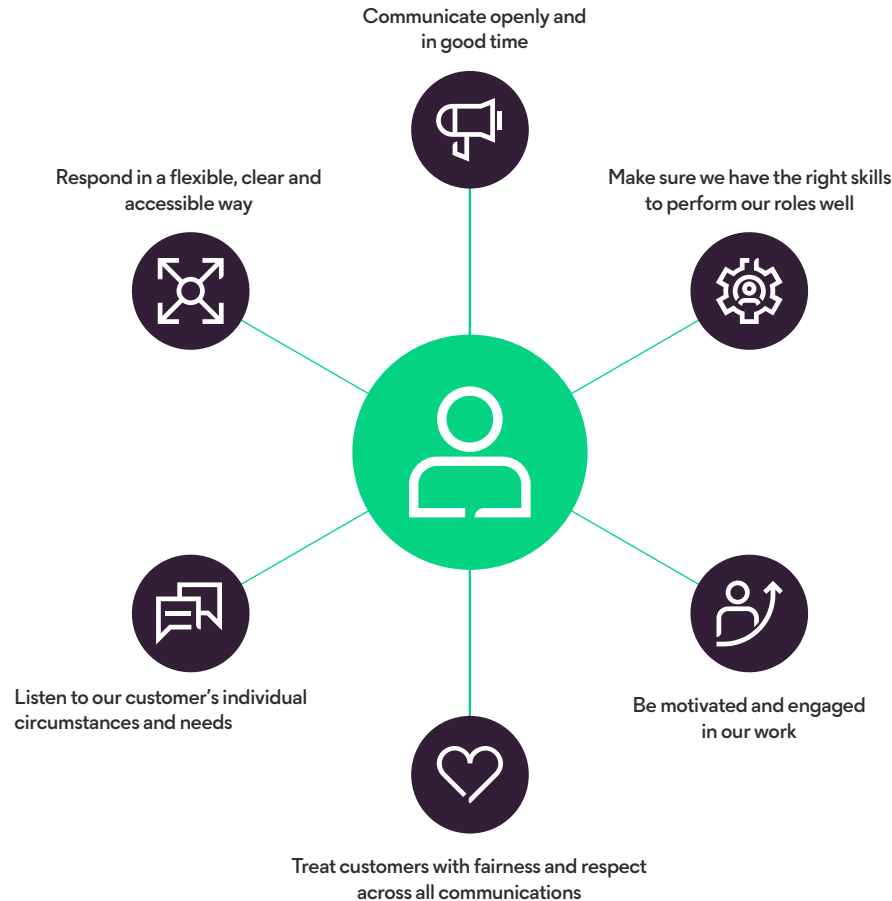 Communicate openly and
in good time
Respond in a flexible, clear and
accessible way
Make sure we have the right skills
to perform our roles well
Listen to our customer's individual
circumstances and needs
Be motivated and engaged
in our work
Treat customers with fairness and respect
across all communications